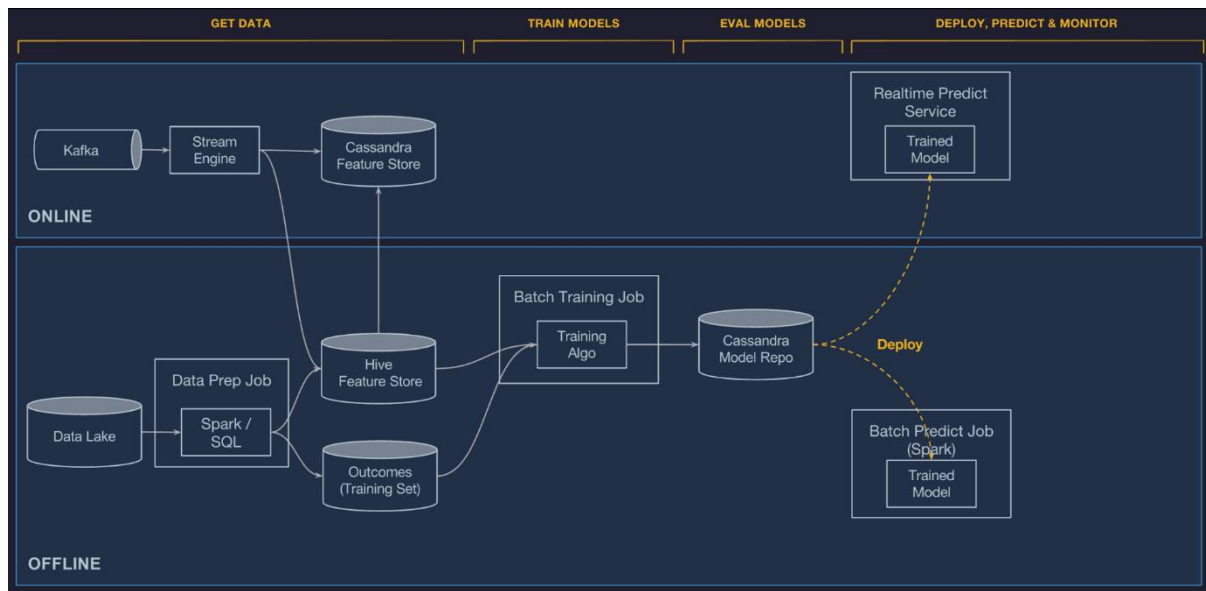 GET DATA
TRAIN MODELS
EVAL MODELS
DEPLOY, PREDICT & MONITOR
Kafka
Stream
Engine
Cassandra
Feature Store
Realtime Predict
Service
Trained
Model
ONLINE
Data Lake
Data Prep Job
Spark /
SQL
Hive
Feature Store
Outcomes
(Training Set)
Batch Training Job
Training
Algo
Cassandra
Model Repo
Deploy
Batch Predict Job
(Spark)
Trained
Model
OFFLINE